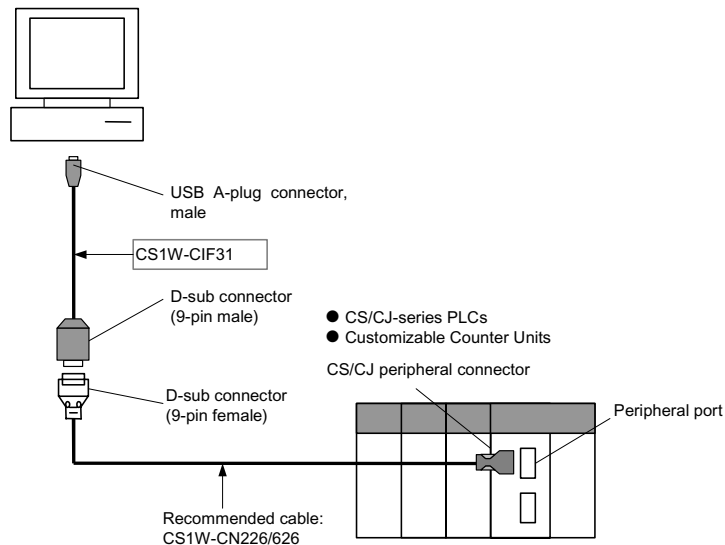 USB A-plug connector,
male
CS1W-CIF31
D-sub connector
(9-pin male)
● CS/CJ-series PLCs
● Customizable Counter Units
CS/CJ peripheral connector
D-sub connector
(9-pin female)
Peripheral port
Recommended cable:
CS1W-CN226/626